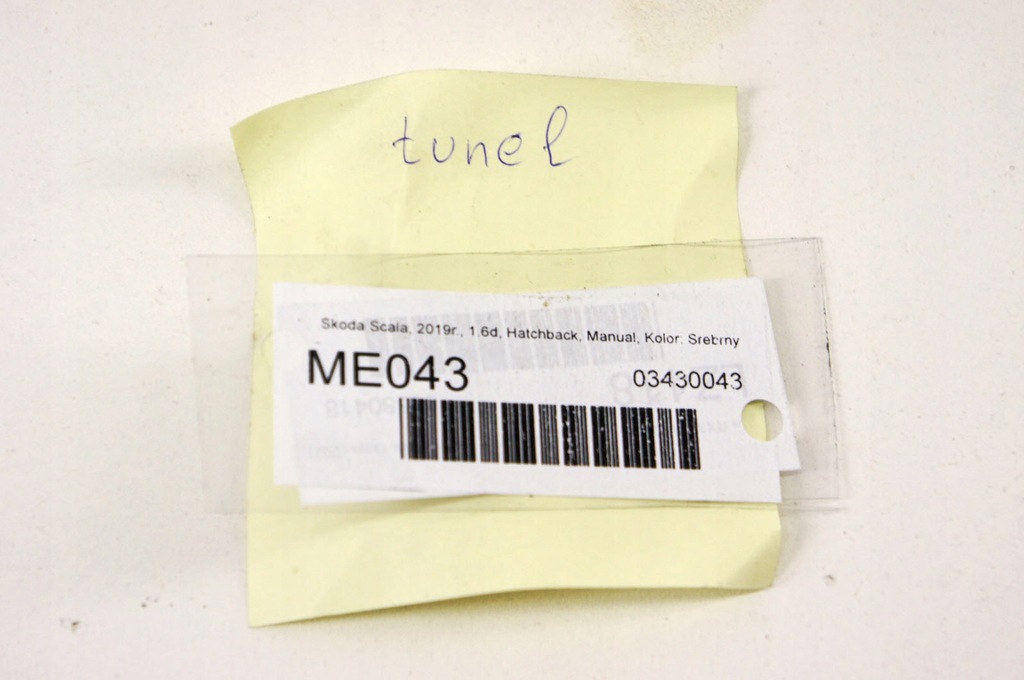 tunel
Skoda Scala, 2019r., 1.6d, Hatchback, Manual, Kolor: Srebrny
ME043
03430043